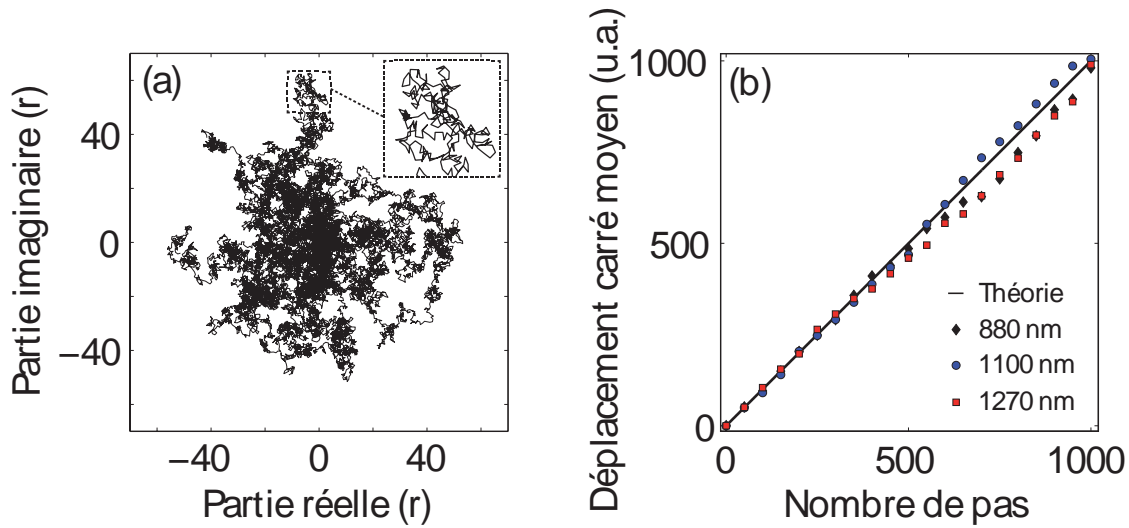 (a)
Partie imaginaire (r)
40
0
−40
−40 0 40
Partie réelle (r)
(b)
Déplacement carré moyen (u.a.)
1000
500
0
Théorie
880 nm
1100 nm
1270 nm
0 500 1000
Nombre de pas